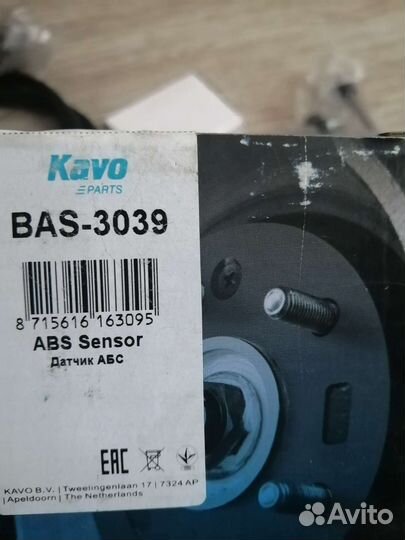 Kavo
PARTS
BAS-3039
8 715616 163095
ABS Sensor
Датчик АБС
EAC
KAVO B.V. | Tweelingenlaan 17 | 7324 AP
| Apeldoorn | The Netherlands
Avito